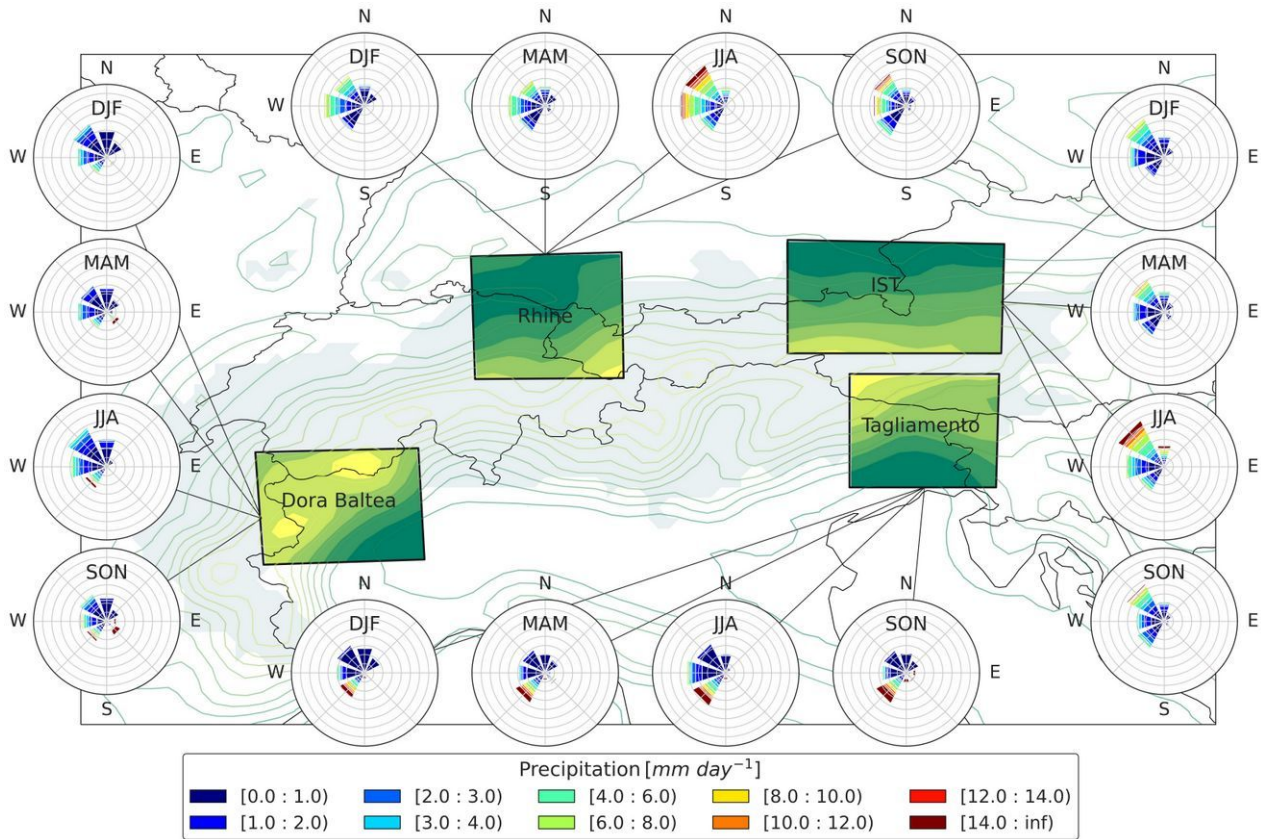 N N N N
DJF MAM JJA SON
W E
S S S S
N
DJF
W E
MAM
W E
JJA
W E
SON
W E
S
N
DJF
W E
MAM
W E
JJA
W E
SON
W E
S
Rhine
IST
Tagliamento
Dora Baltea
N N N N
DJF MAM JJA SON
W E
Precipitation [mm day⁻¹]
[0.0 : 1.0) [2.0 : 3.0) [4.0 : 6.0) [8.0 : 10.0) [12.0 : 14.0)
[1.0 : 2.0) [3.0 : 4.0) [6.0 : 8.0) [10.0 : 12.0) [14.0 : inf)